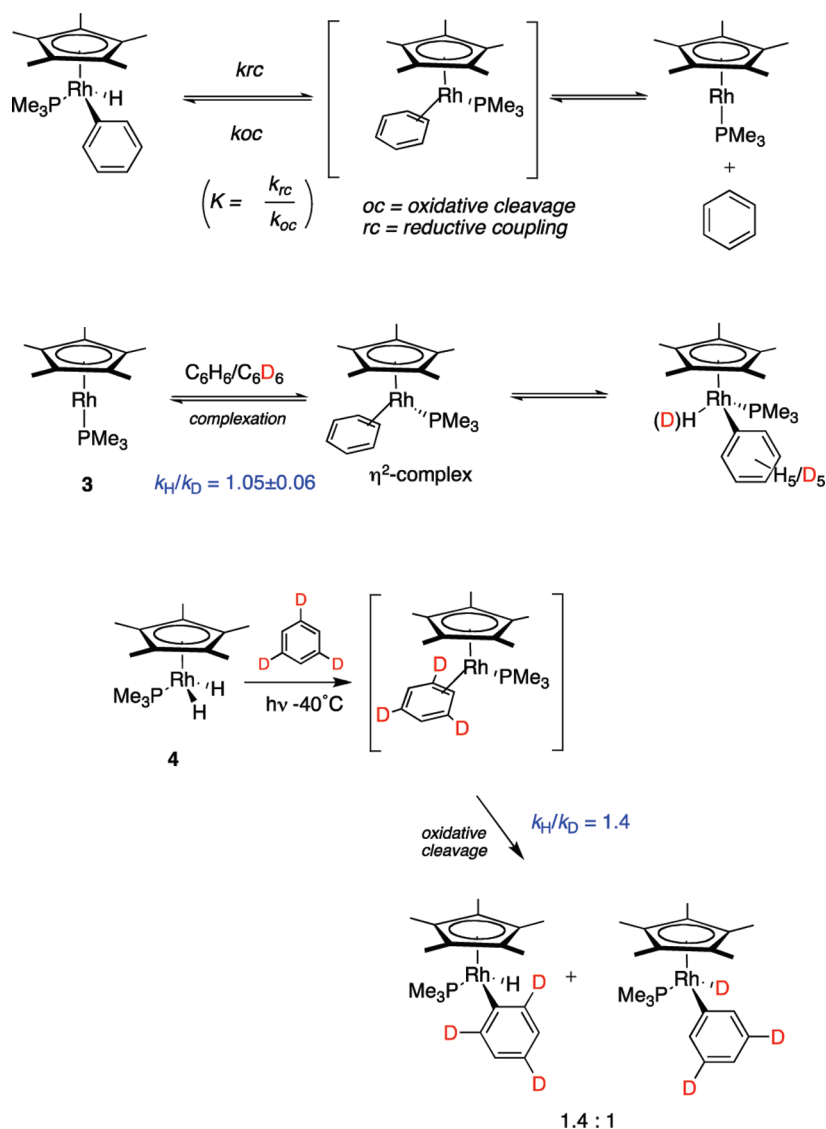 krc
koc
(K = krc / koc)
Rh
H
Me3P
Rh
PMe3
oc = oxidative cleavage
rc = reductive coupling
Rh
PMe3
+
Rh
PMe3
3
C6H6/C6D6
complexation
kH/kD = 1.05±0.06
Rh
PMe3
η2-complex
Rh
PMe3
(D)H
H5/D5
Rh
H
Me3P
H
4
D
D
D
hν -40˚C
Rh
PMe3
D
D
D
oxidative
cleavage
kH/kD = 1.4
Rh
H
Me3P
D
D
D
+
Rh
D
Me3P
D
D
1.4 : 1